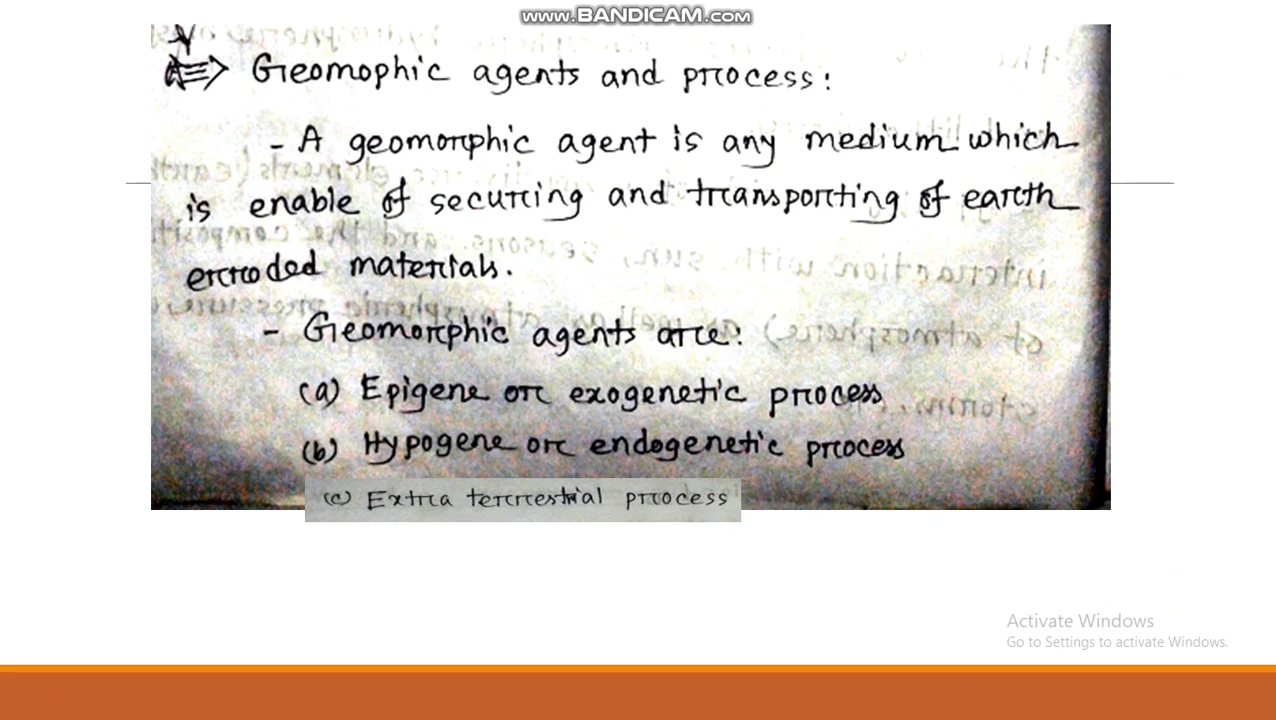 www.BANDICAM.com
Geomophic agents and process:
- A geomorphic agent is any medium which
is enable of securing and transporting of earth
erroded materials.
- Geomorphic agents are:
(a) Epigene or exogenetic process
(b) Hypogene or endogenetic process
(c) Extra terrrestrial process
Activate Windows
Go to Settings to activate Windows.